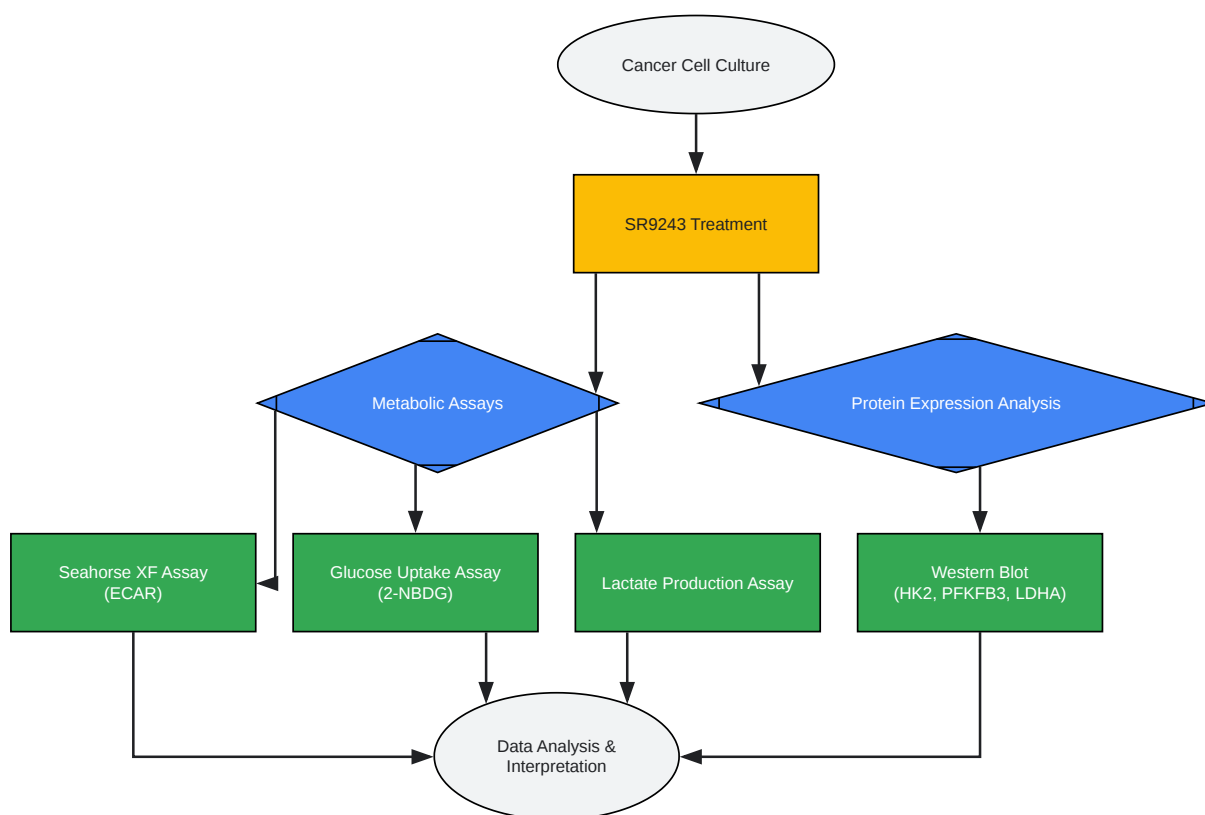 Cancer Cell Culture
SR9243 Treatment
Metabolic Assays
Protein Expression Analysis
Seahorse XF Assay
(ECAR)
Glucose Uptake Assay
(2-NBDG)
Lactate Production Assay
Western Blot
(HK2, PFKFB3, LDHA)
Data Analysis &
Interpretation